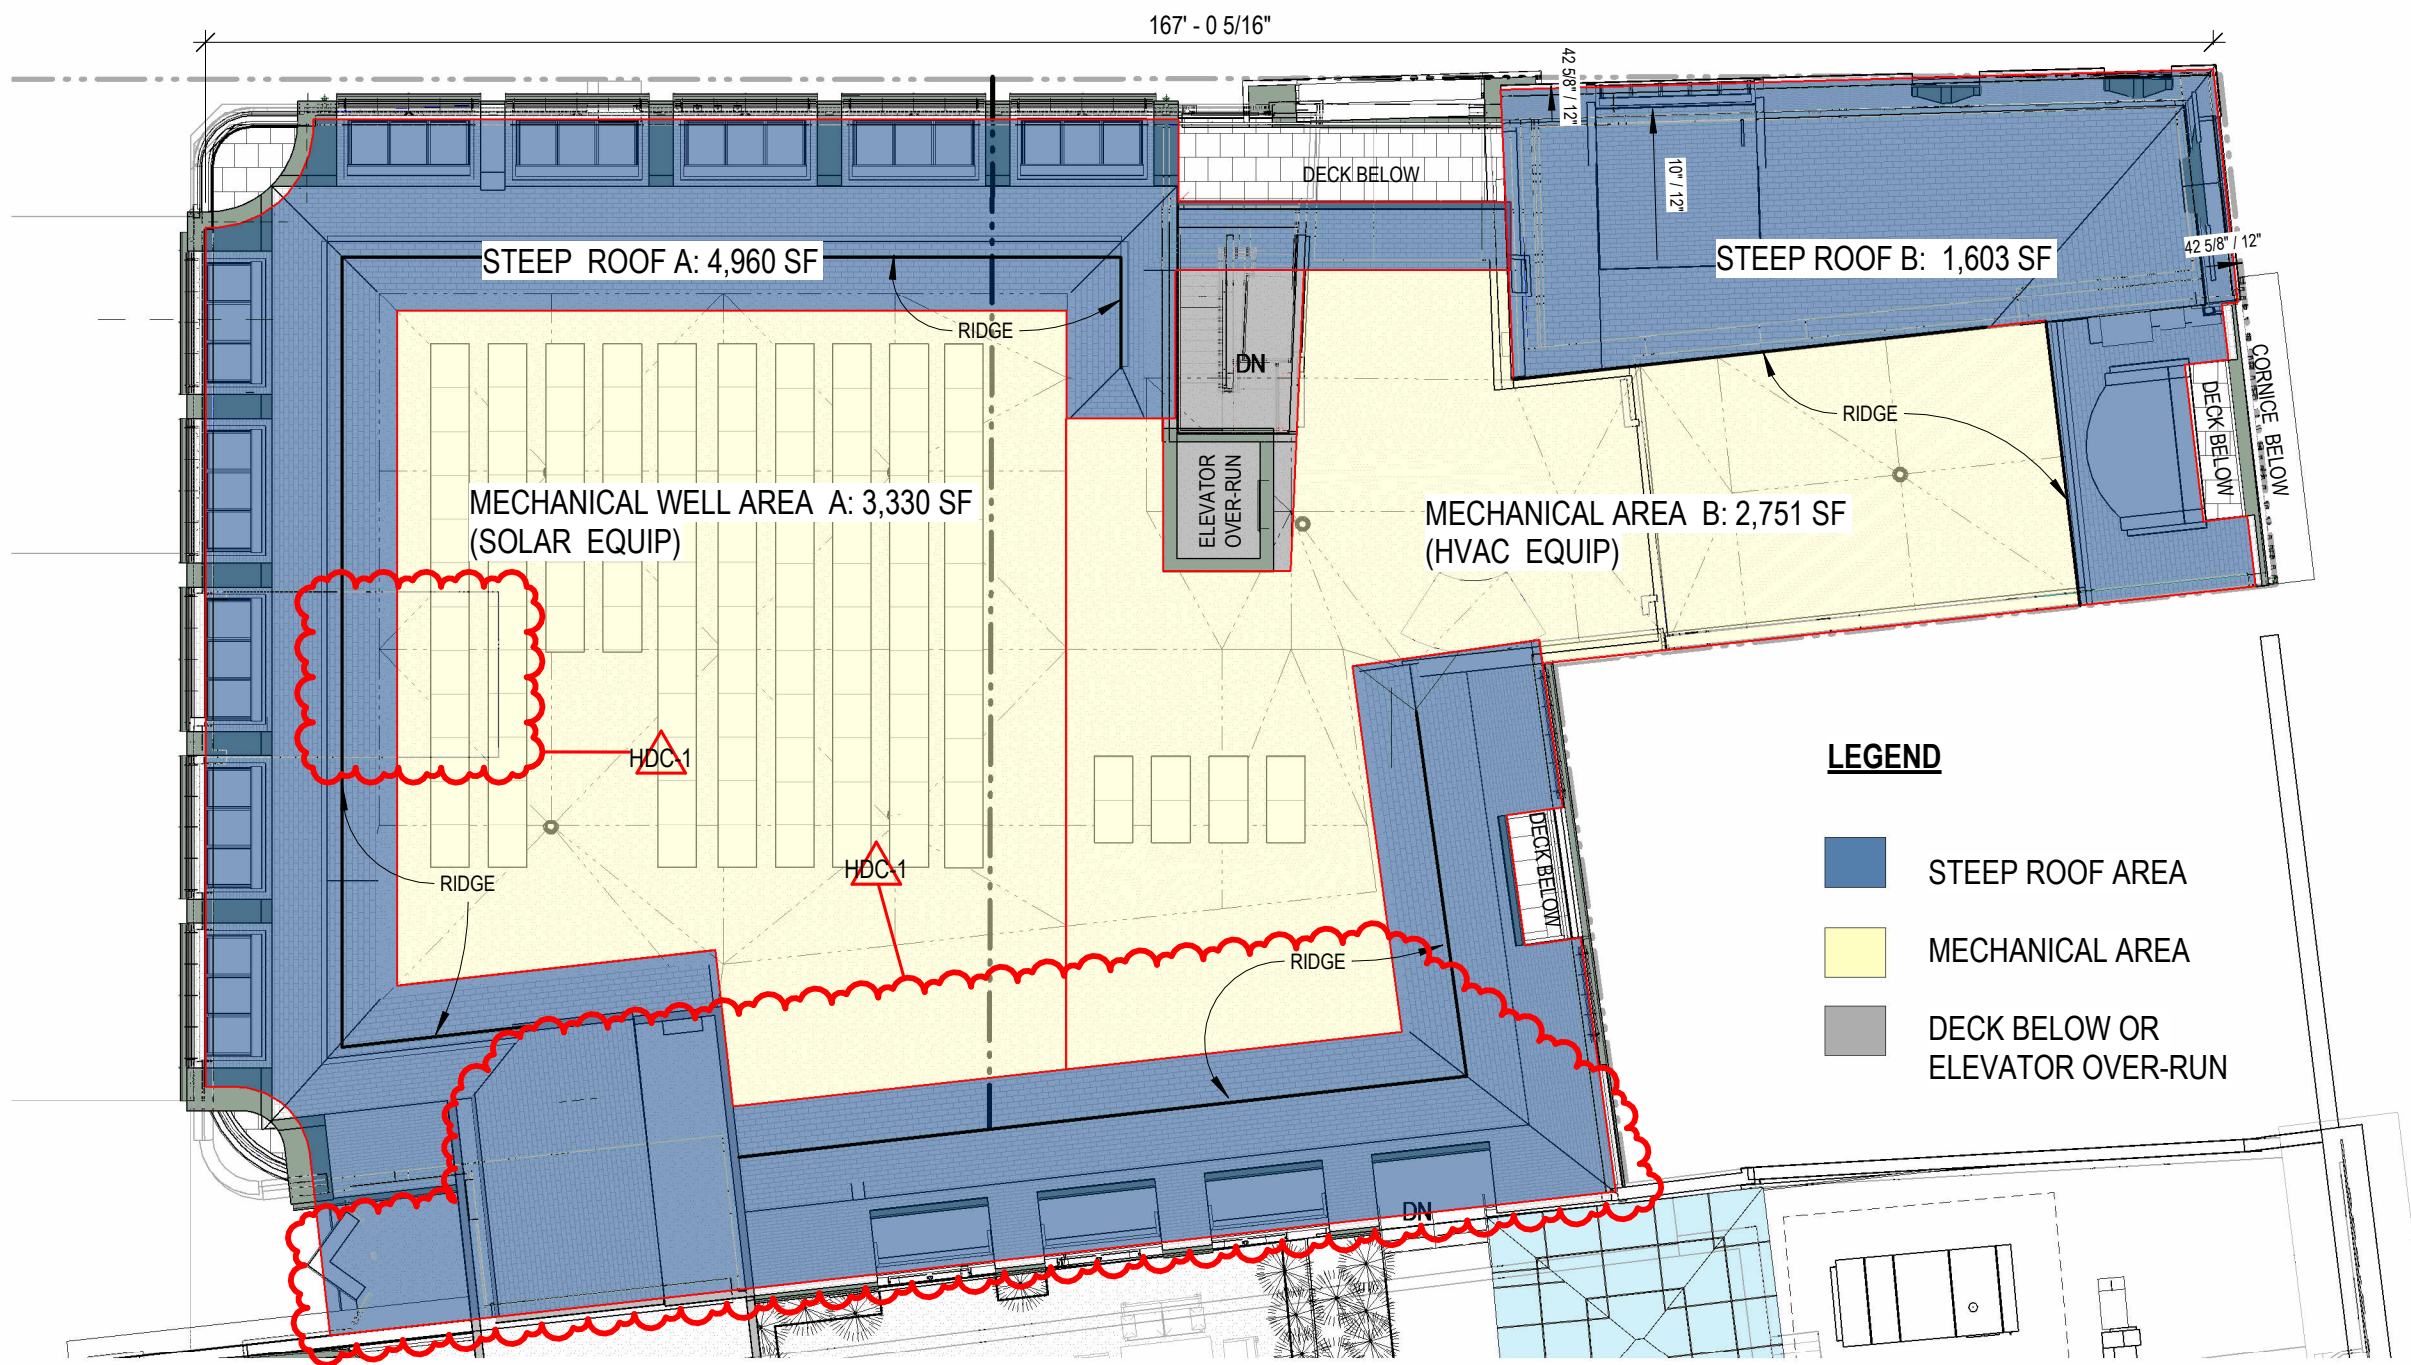 167' - 0 5/16"
42 5/8" / 12"
DECK BELOW
10" / 12"
42 5/8" / 12"
STEEP ROOF A: 4,960 SF
STEEP ROOF B: 1,603 SF
RIDGE
DN
CORNICE BELOW
DECK BELOW
RIDGE
ELEVATOR
OVER-RUN
MECHANICAL WELL AREA A: 3,330 SF
(SOLAR EQUIP)
MECHANICAL AREA B: 2,751 SF
(HVAC EQUIP)
HDC-1
HDC-1
DECK BELOW
RIDGE
RIDGE
DN
LEGEND
STEEP ROOF AREA
MECHANICAL AREA
DECK BELOW OR
ELEVATOR OVER-RUN